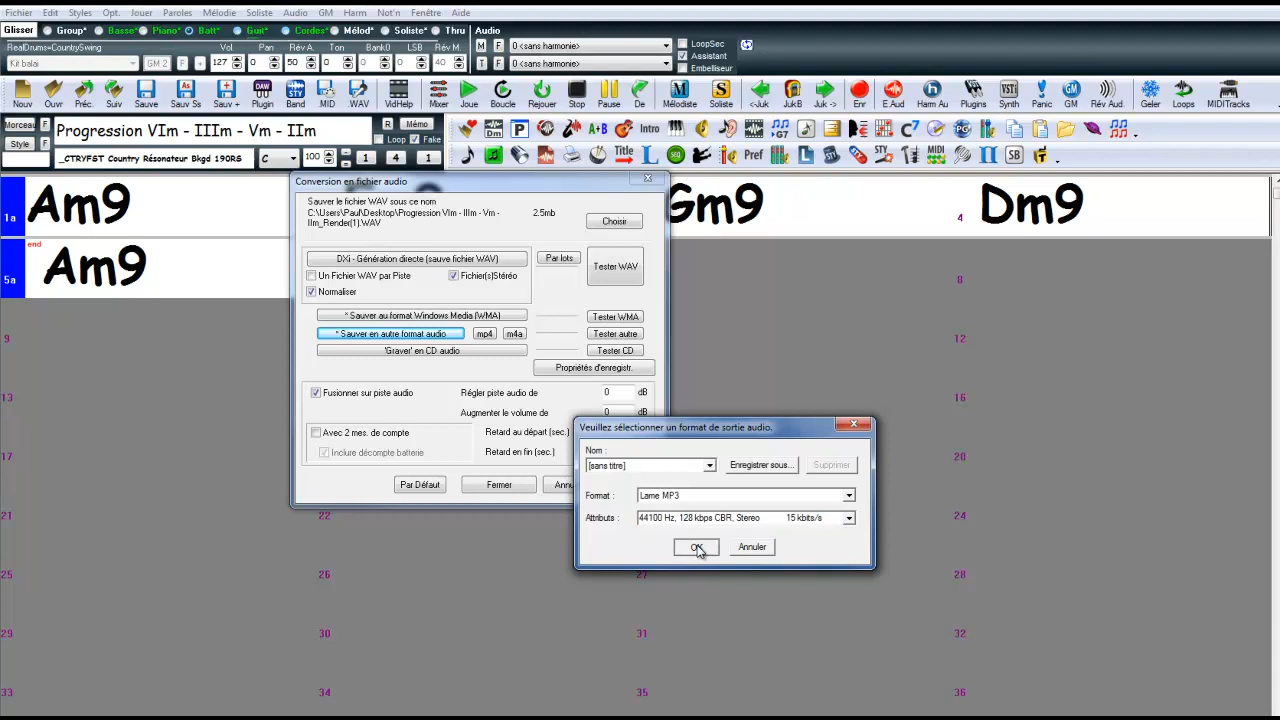 Fichier Edit Styles Opt. Jouer Paroles Mélodie Soliste Audio GM Harm Not'n Fenêtre Aide
Glisser Group* Basse* Piano* Batt* Guit* Cordes* Mélod* Soliste* Thru Audio
RealDrums=CountrySwing Vol Pan Rév A. Ton Bank0 LSB Rév M. M F 0 <sans harmonie> LoopSec
Assistant
Kit balai GM 2 F + 127 0 50 0 0 0 40 T F 0 <sans harmonie> Embelliseur
Nouv Ouvr Préc. Suiv Sauve Sauv Ss Sauv + Plugin Band .MID .WAV VidHelp Mixer Joue Boucle Rejouer Stop Pause De Mélodiste Soliste <-Juk JukB Juk -> Enr E.Aud Harm Au Plugins Synth Panic GM Rév Aud. Geler Loops MIDITracks
Morceau F Progression VIm - IIIm - Vm - IIm R Mémo
Loop Fake
Style F _CTRYFST Country Résonateur Bkgd 190RG C 100 1 4 1
1a Am9 Gm9 4 Dm9
end
5a Am9 8
9 12
13 16
17 20
21 22 24
25 26 27 28
29 30 31 32
33 34 35 36
Conversion en fichier audio
Sauver le fichier WAV sous ce nom
C:\Users\Paul\Desktop\Progression VIm - IIIm - Vm - 2.5mb
IIm_Render(1).WAV
Choisir
DXi - Génération directe (sauve fichier WAV) Par lots Tester WAV
Un Fichier WAV par Piste Fichier(s)Stéréo
Normaliser
* Sauver au format Windows Media (WMA) Tester WMA
* Sauver en autre format audio mp4 m4a Tester autre
'Graver' en CD audio Tester CD
Propriétés d'enregistr.
Fusionner sur piste audio Régler piste audio de 0 dB
Augmenter le volume de 0 dB
Avec 2 mes. de compte Retard au départ (sec.)
Inclure décompte batterie Retard en fin (sec.)
Par Défaut Fermer Annu
Veuillez sélectionner un format de sortie audio.
Nom :
[sans titre] Enregistrer sous... Supprimer
Format : Lame MP3
Attributs : 44100 Hz, 128 kbps CBR, Stereo 15 kbits/s
OK Annuler